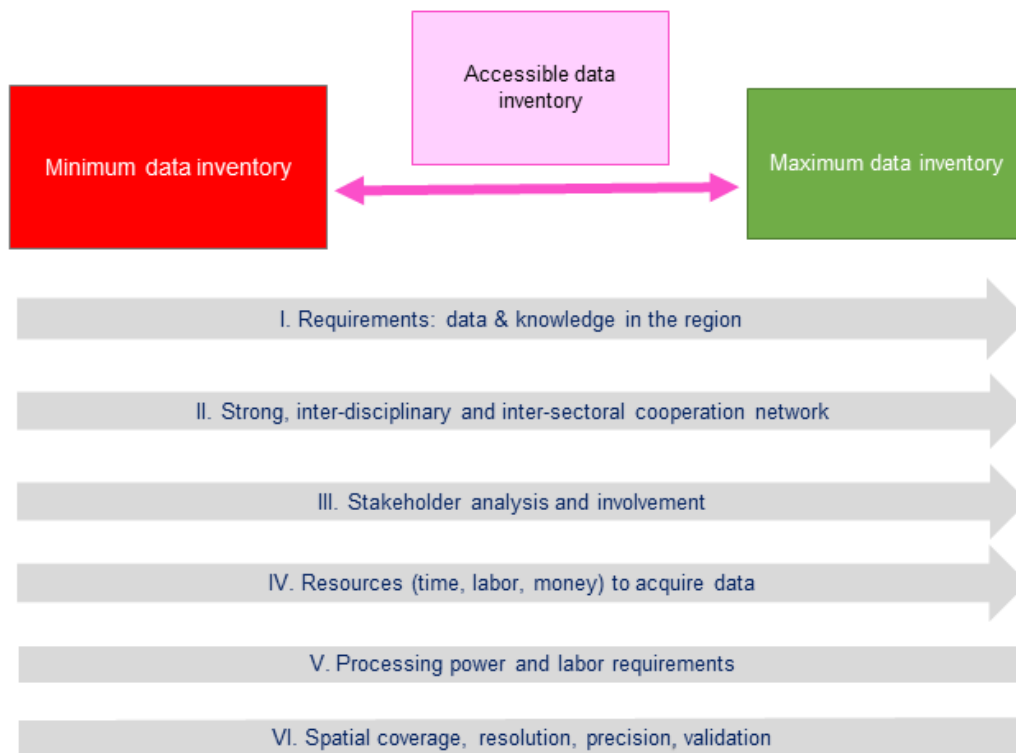 Accessible data
inventory
Minimum data inventory
Maximum data inventory
I. Requirements: data & knowledge in the region
II. Strong, inter-disciplinary and inter-sectoral cooperation network
III. Stakeholder analysis and involvement
IV. Resources (time, labor, money) to acquire data
V. Processing power and labor requirements
VI. Spatial coverage, resolution, precision, validation